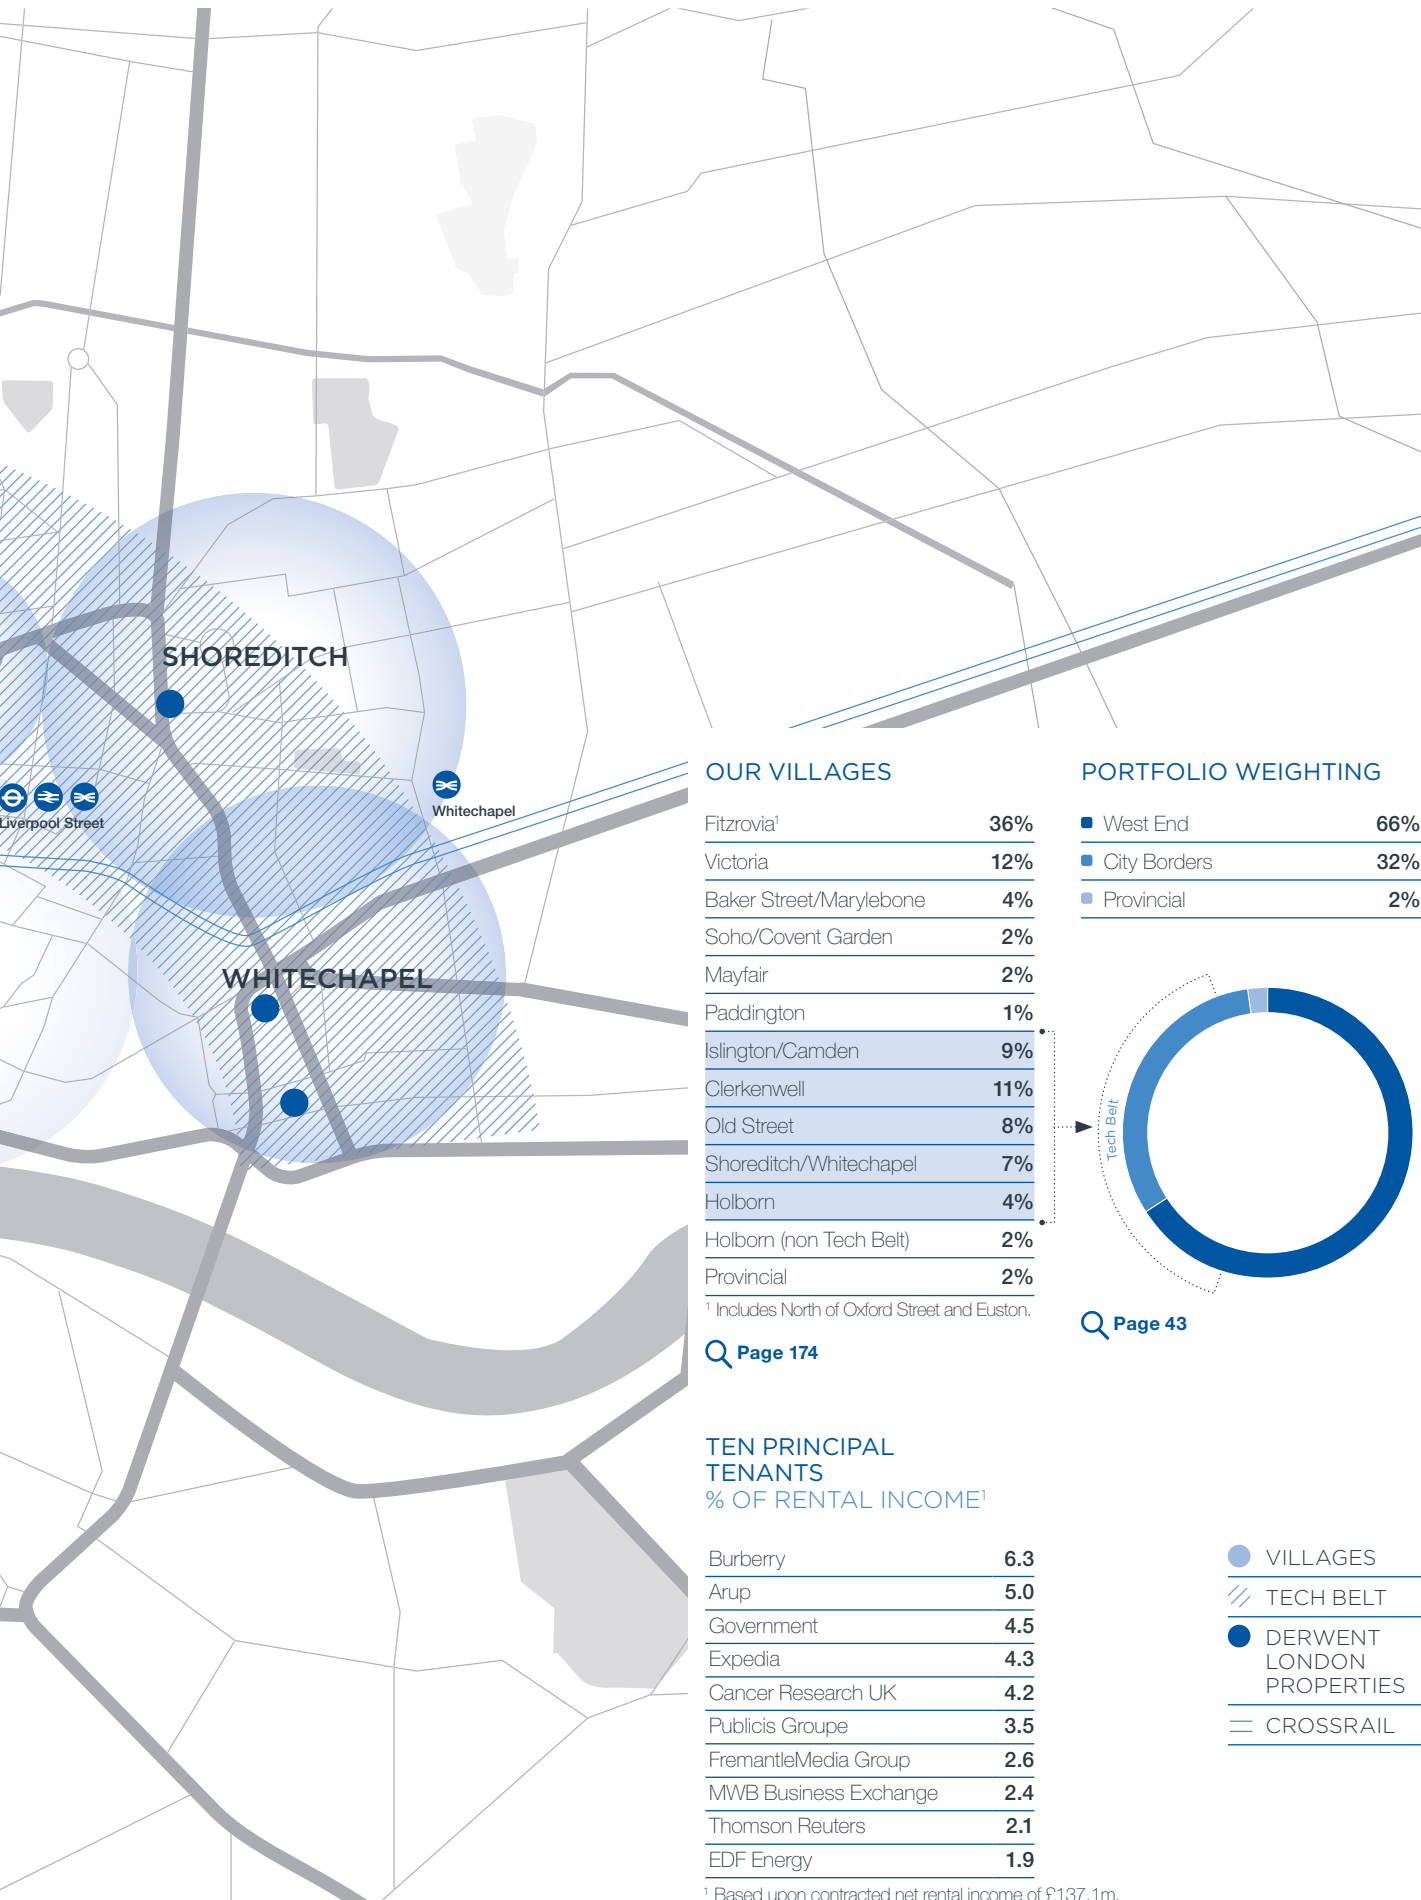 SHOREDITCH
Liverpool Street
Whitechapel
WHITECHAPEL
OUR VILLAGES
Fitzrovia¹ 36%
Victoria 12%
Baker Street/Marylebone 4%
Soho/Covent Garden 2%
Mayfair 2%
Paddington 1%
Islington/Camden 9%
Clerkenwell 11%
Old Street 8%
Shoreditch/Whitechapel 7%
Holborn 4%
Holborn (non Tech Belt) 2%
Provincial 2%
¹ Includes North of Oxford Street and Euston.
Page 174
PORTFOLIO WEIGHTING
West End 66%
City Borders 32%
Provincial 2%
Tech Belt
Page 43
TEN PRINCIPAL
TENANTS
% OF RENTAL INCOME¹
Burberry 6.3
Arup 5.0
Government 4.5
Expedia 4.3
Cancer Research UK 4.2
Publicis Groupe 3.5
FremantleMedia Group 2.6
MWB Business Exchange 2.4
Thomson Reuters 2.1
EDF Energy 1.9
¹ Based upon contracted net rental income of £137.1m.
VILLAGES
TECH BELT
DERWENT
LONDON
PROPERTIES
CROSSRAIL